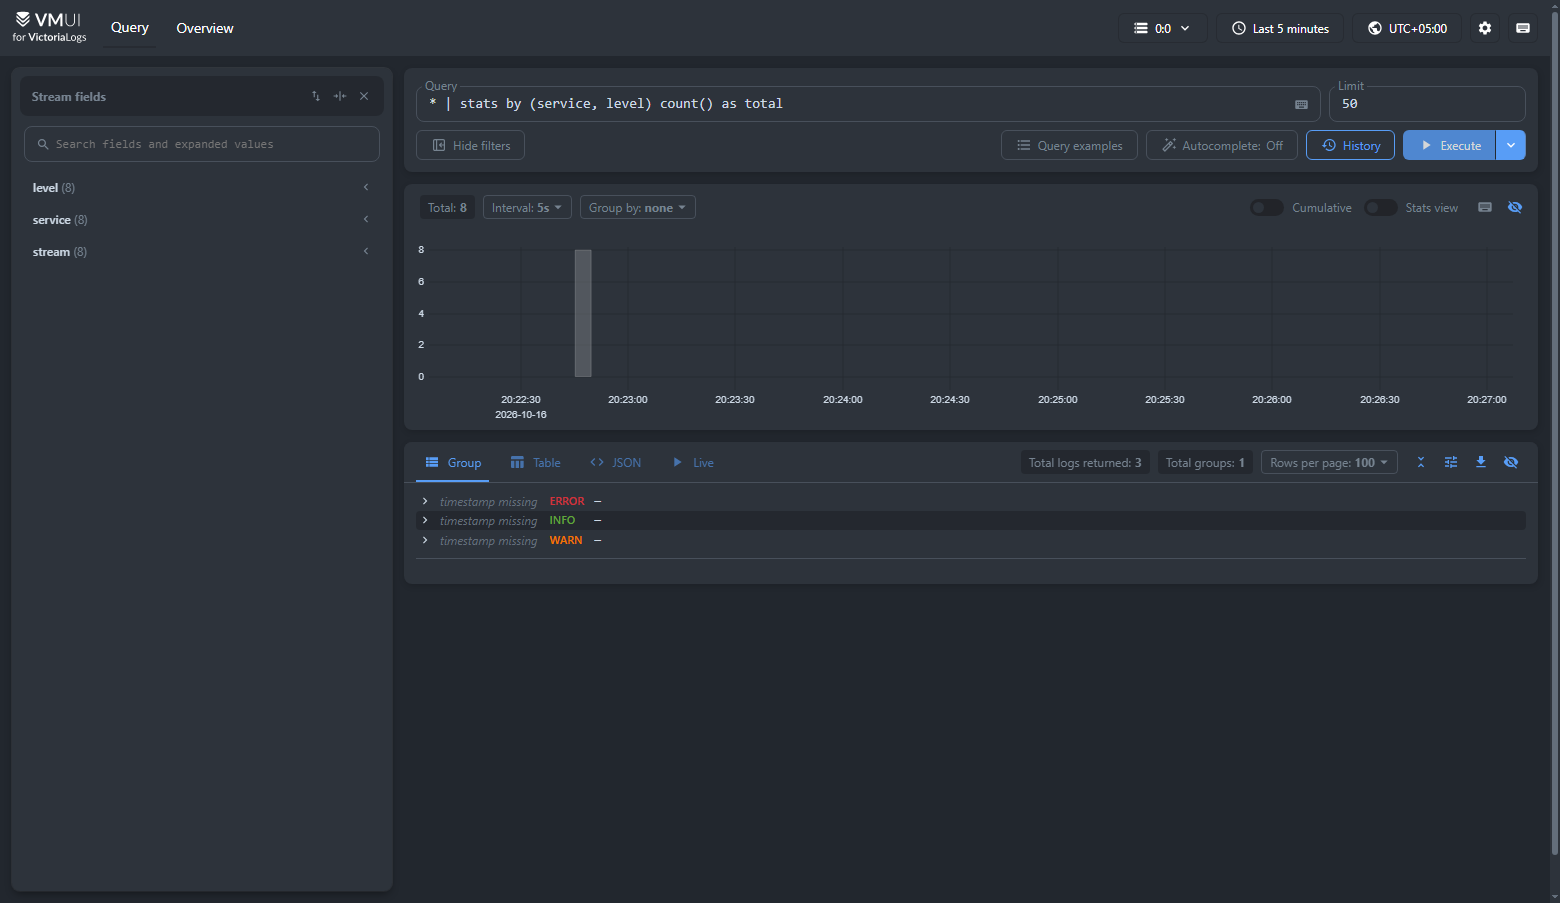 VMUI
for VictoriaLogs
Query
Overview
0:0
Last 5 minutes
UTC+05:00
Stream fields
Search fields and expanded values
level (8)
service (8)
stream (8)
Query
* | stats by (service, level) count() as total
Limit
50
Hide filters
Query examples
Autocomplete: Off
History
Execute
Total: 8
Interval: 5s
Group by: none
Cumulative
Stats view
8
6
4
2
0
20:22:30
2026-10-16
20:23:00
20:23:30
20:24:00
20:24:30
20:25:00
20:25:30
20:26:00
20:26:30
20:27:00
Group
Table
JSON
Live
Total logs returned: 3
Total groups: 1
Rows per page: 100
timestamp missing ERROR –
timestamp missing INFO –
timestamp missing WARN –